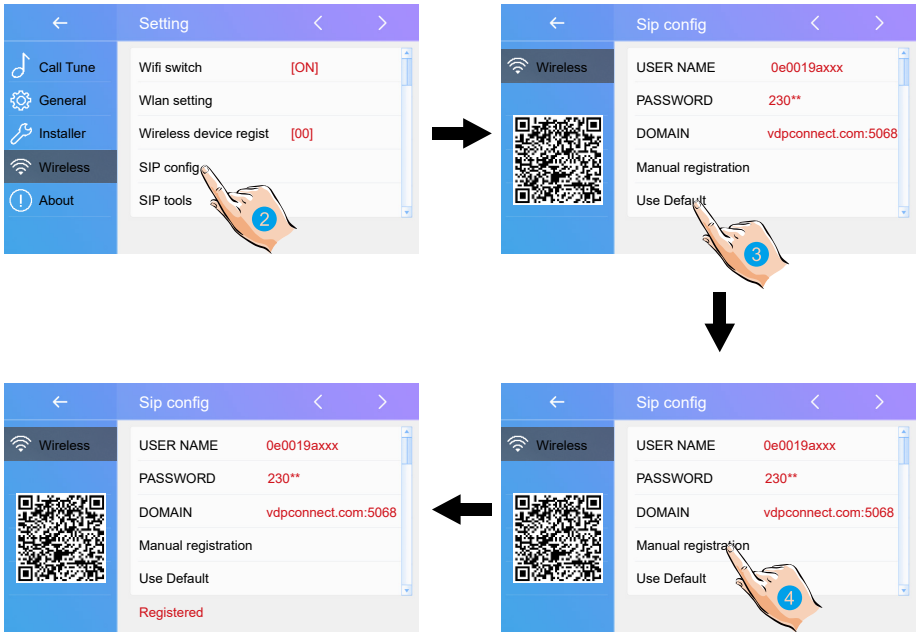 Setting
Call Tune
General
Installer
Wireless
About
Wifi switch [ON]
Wlan setting
Wireless device regist [00]
SIP config
SIP tools
2
Sip config
Wireless
USER NAME 0e0019axxx
PASSWORD 230**
DOMAIN vdpconnect.com:5068
Manual registration
Use Default
3
Sip config
Wireless
USER NAME 0e0019axxx
PASSWORD 230**
DOMAIN vdpconnect.com:5068
Manual registration
Use Default
4
Sip config
Wireless
USER NAME 0e0019axxx
PASSWORD 230**
DOMAIN vdpconnect.com:5068
Manual registration
Use Default
Registered